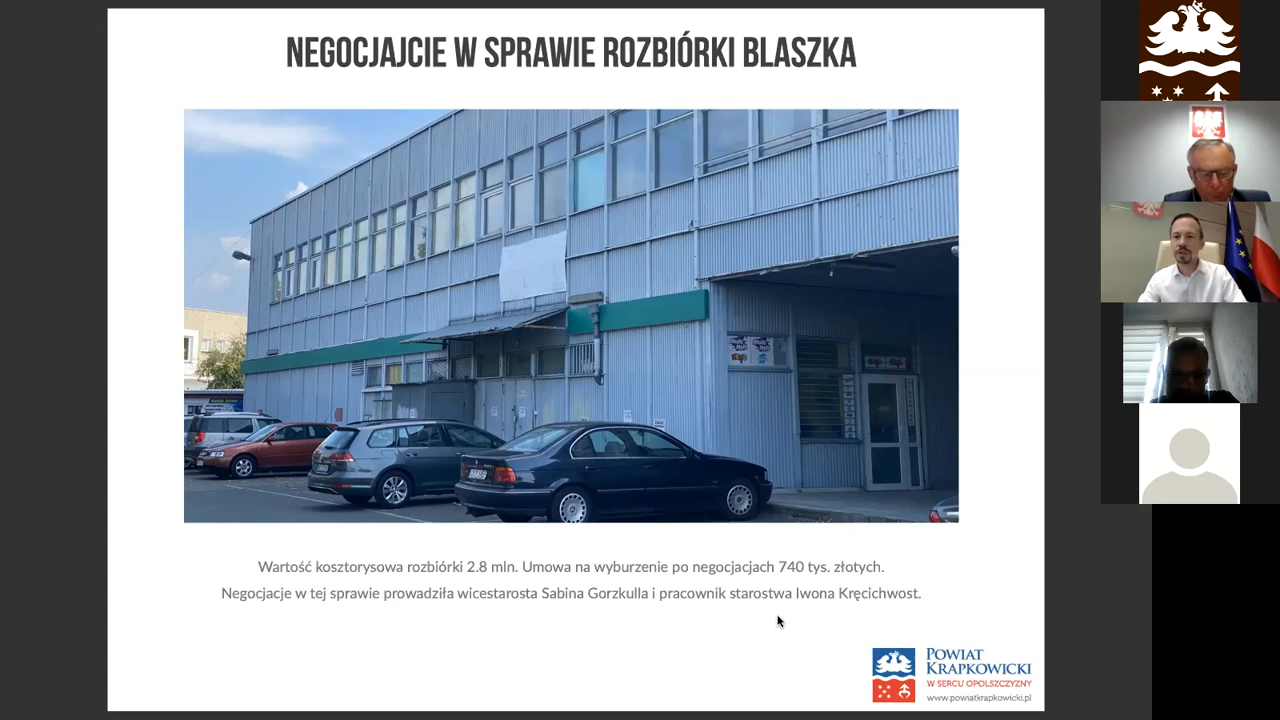 NEGOCJAJCIE W SPRAWIE ROZBIÓRKI BLASZKA
Wartość kosztorysowa rozbiórki 2.8 mln. Umowa na wyburzenie po negocjacjach 740 tys. złotych.
Negocjacje w tej sprawie prowadziła wicestarosta Sabina Gorzkulla i pracownik starostwa Iwona Kręcichwost.
POWIAT
KRAPKOWICKI
W SERCU OPOLSZCZYZNY
www.powiatkrapkowicki.pl